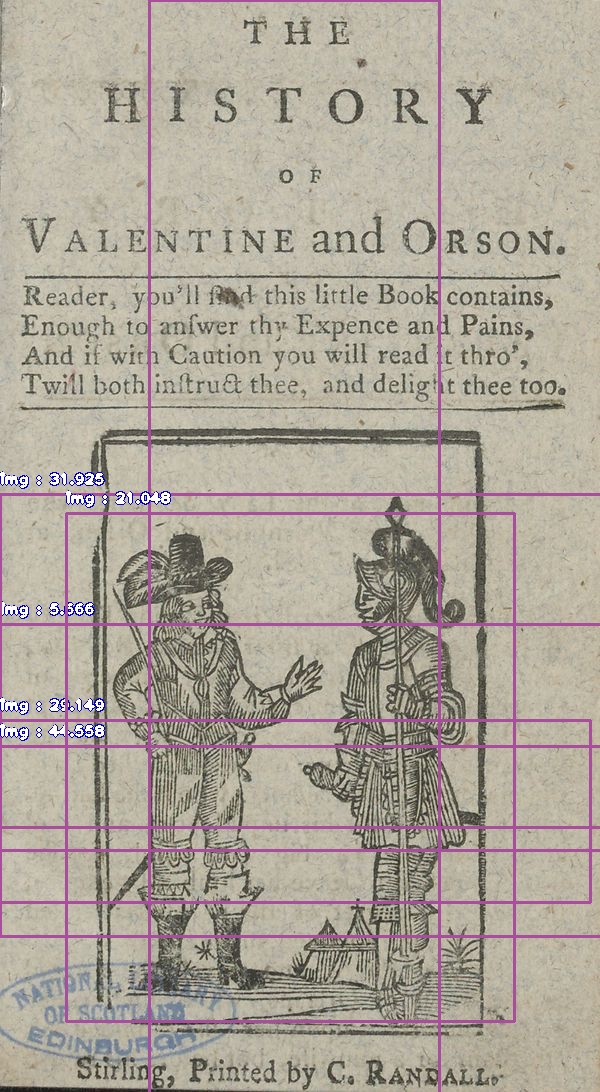 THE
HISTORY
OF
VALENTINE and ORSON.
Reader, you'll find this little Book contains,
Enough to anſwer thy Expence and Pains,
And if with Caution you will read it thro',
Twill both inſtruct thee, and delight thee too.
Img : 31.925
Img : 21.048
Img : 5.566
Img : 29.149
Img : 44.558
NATIONAL LIBRARY
OF SCOTLAND
EDINBURGH
Stirling, Printed by C. RANDALL.